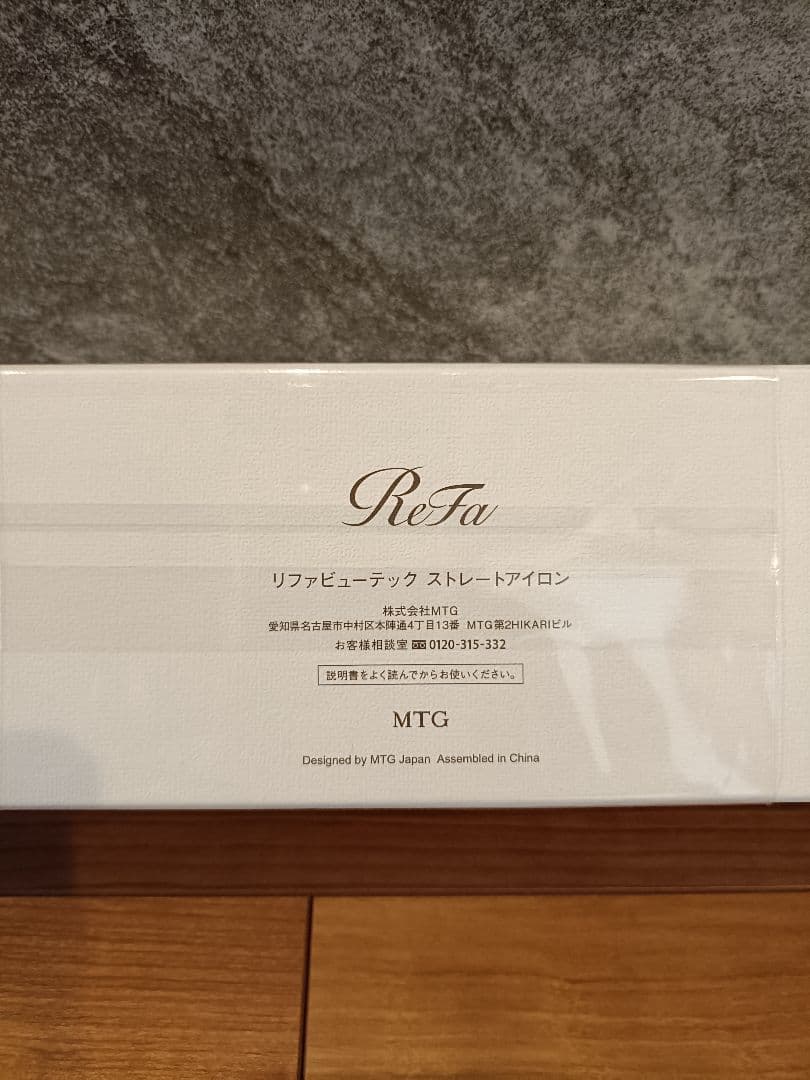 ReFa
リファビューテック ストレートアイロン
株式会社MTG
愛知県名古屋市中村区本陣通4丁目13番 MTG第2HIKARIビル
お客様相談室 0120-315-332
説明書をよく読んでからお使いください。
MTG
Designed by MTG Japan Assembled in China